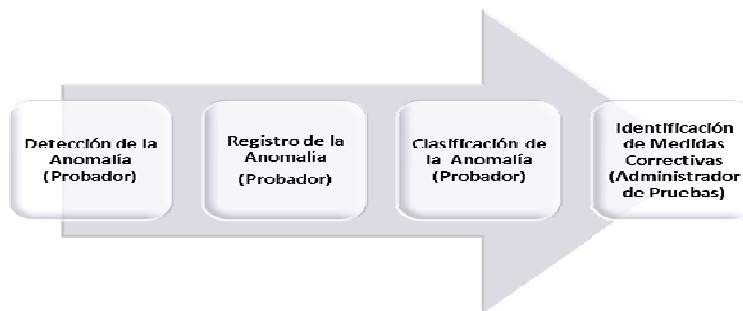 Detección de la
Anomalía
(Probador)
Registro de la
Anomalía
(Probador)
Clasificación de
la Anomalía
(Probador)
Identificación
de Medidas
Correctivas
(Administrador
de Pruebas)